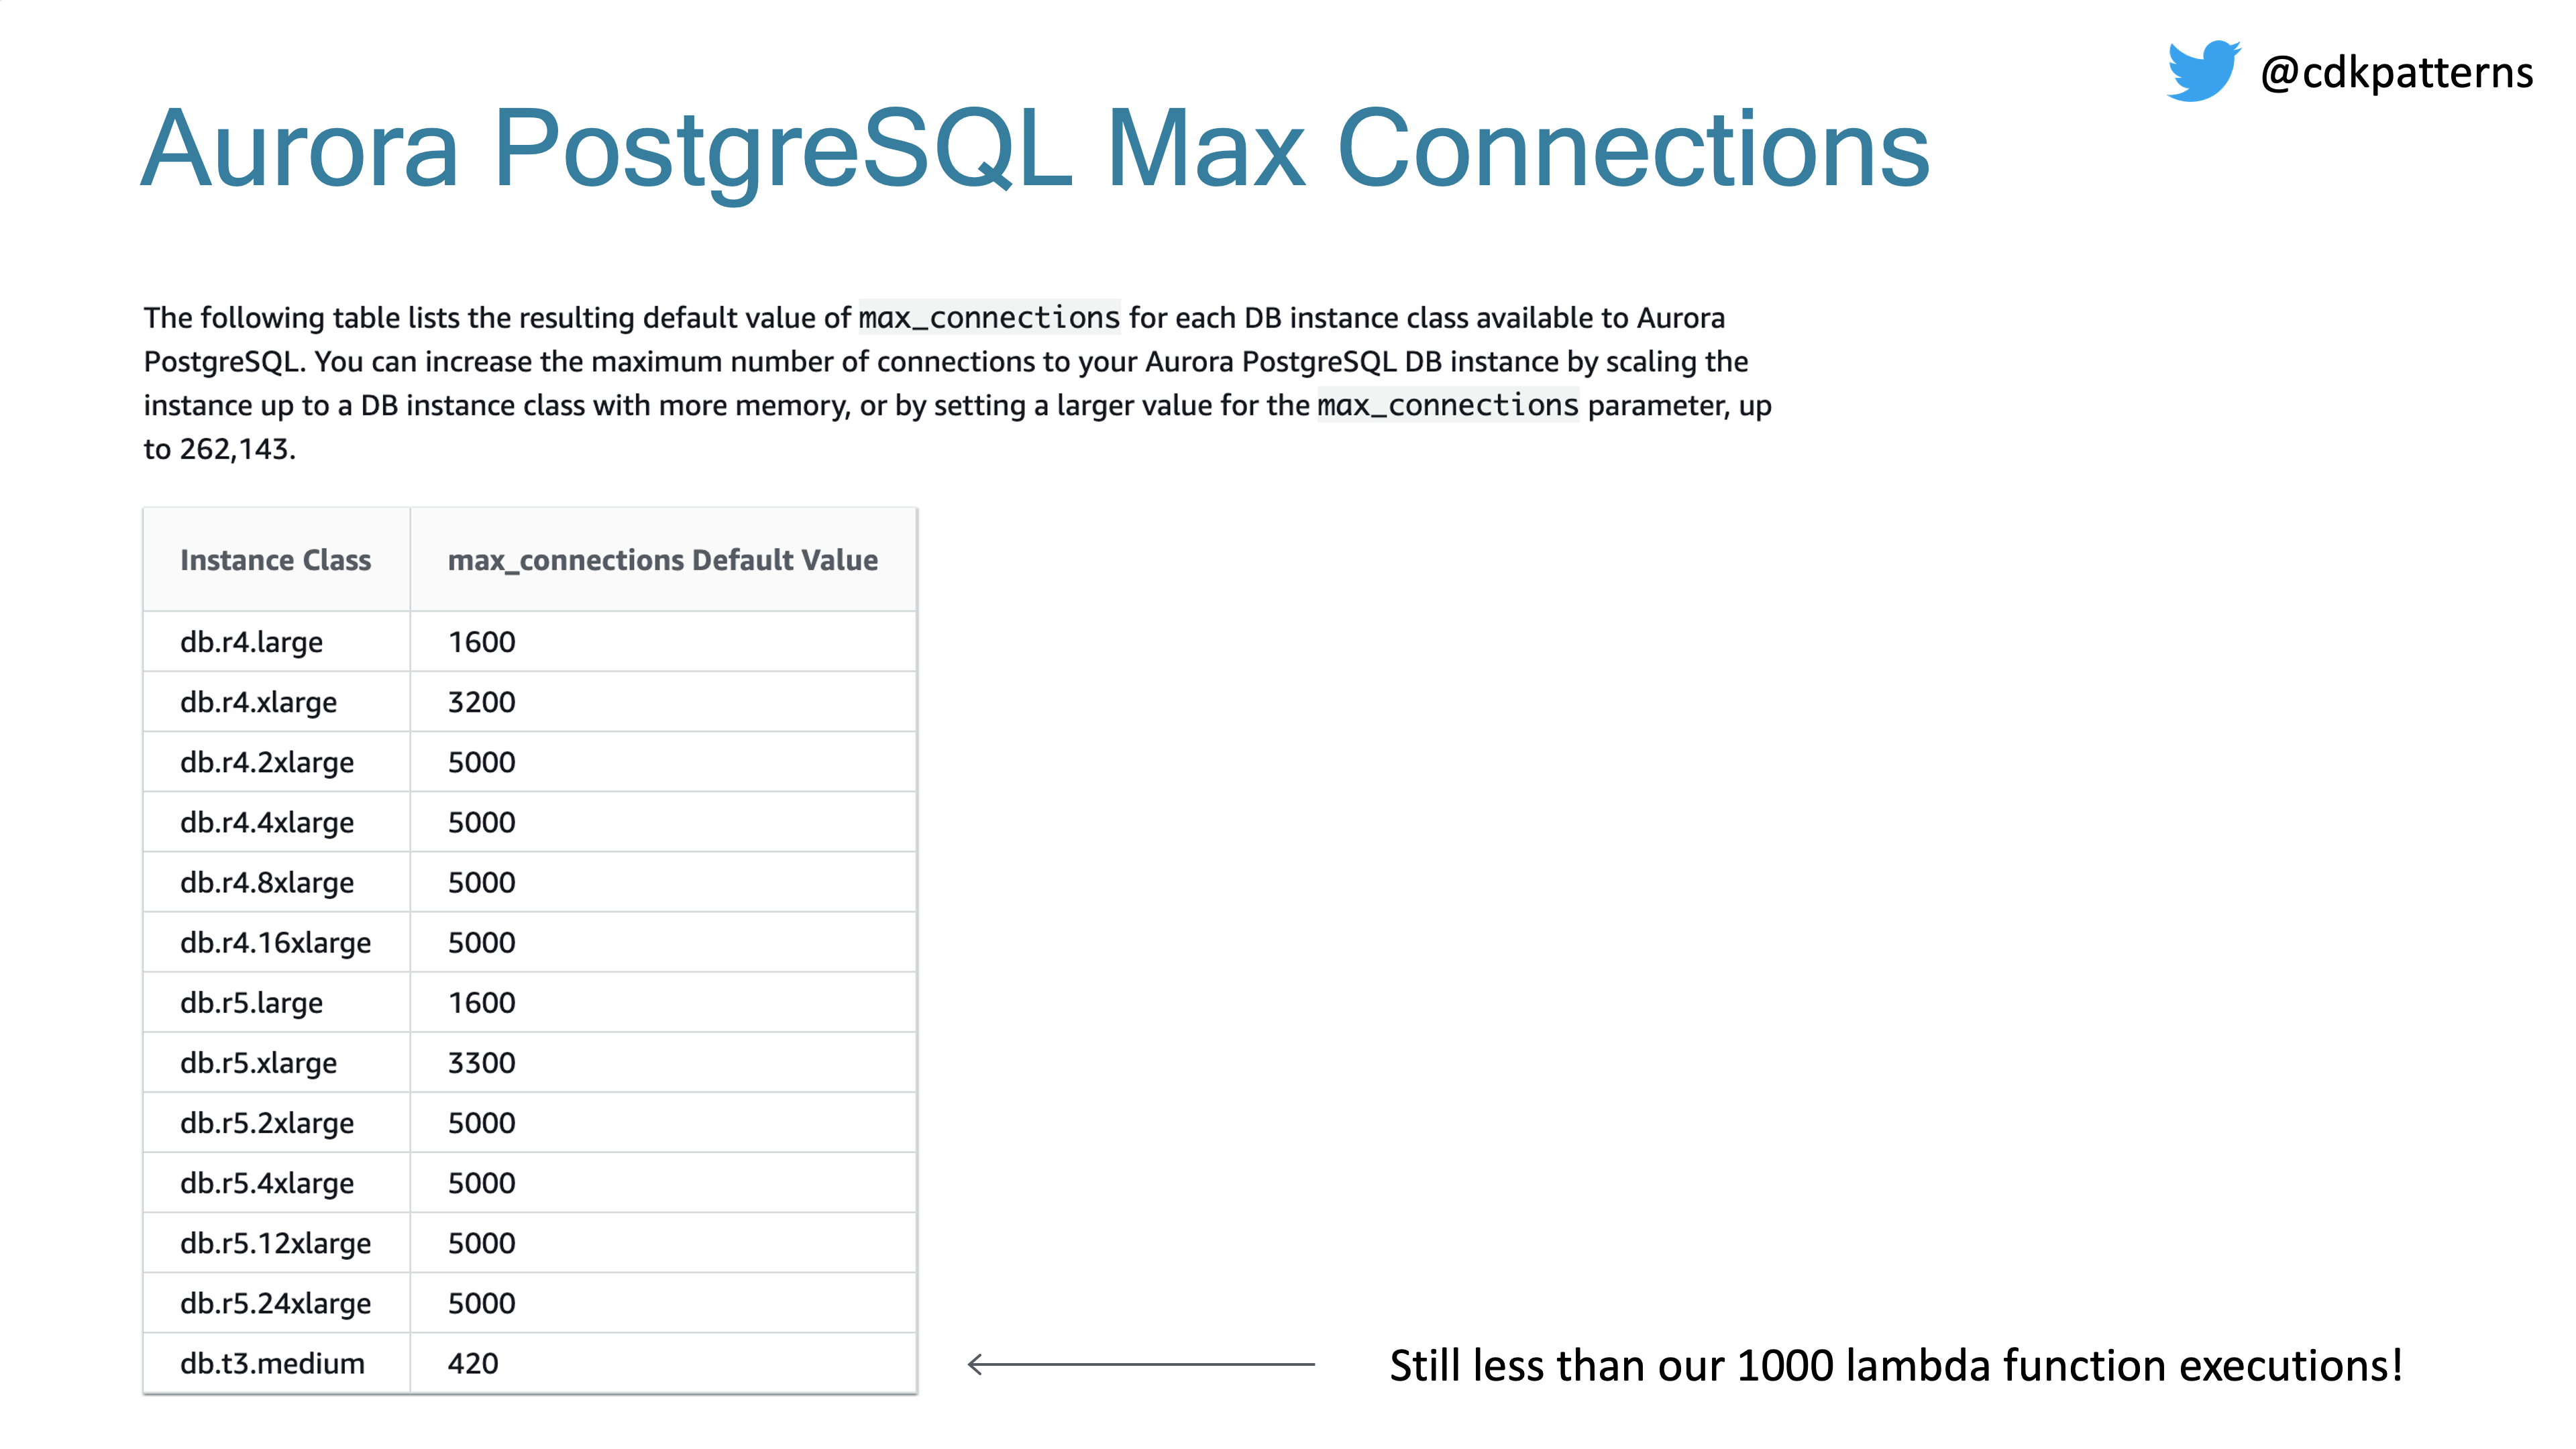 @cdkpatterns
Aurora PostgreSQL Max Connections
The following table lists the resulting default value of max_connections for each DB instance class available to Aurora
PostgreSQL. You can increase the maximum number of connections to your Aurora PostgreSQL DB instance by scaling the
instance up to a DB instance class with more memory, or by setting a larger value for the max_connections parameter, up
to 262,143.
Instance Class max_connections Default Value
db.r4.large 1600
db.r4.xlarge 3200
db.r4.2xlarge 5000
db.r4.4xlarge 5000
db.r4.8xlarge 5000
db.r4.16xlarge 5000
db.r5.large 1600
db.r5.xlarge 3300
db.r5.2xlarge 5000
db.r5.4xlarge 5000
db.r5.12xlarge 5000
db.r5.24xlarge 5000
db.t3.medium 420 Still less than our 1000 lambda function executions!